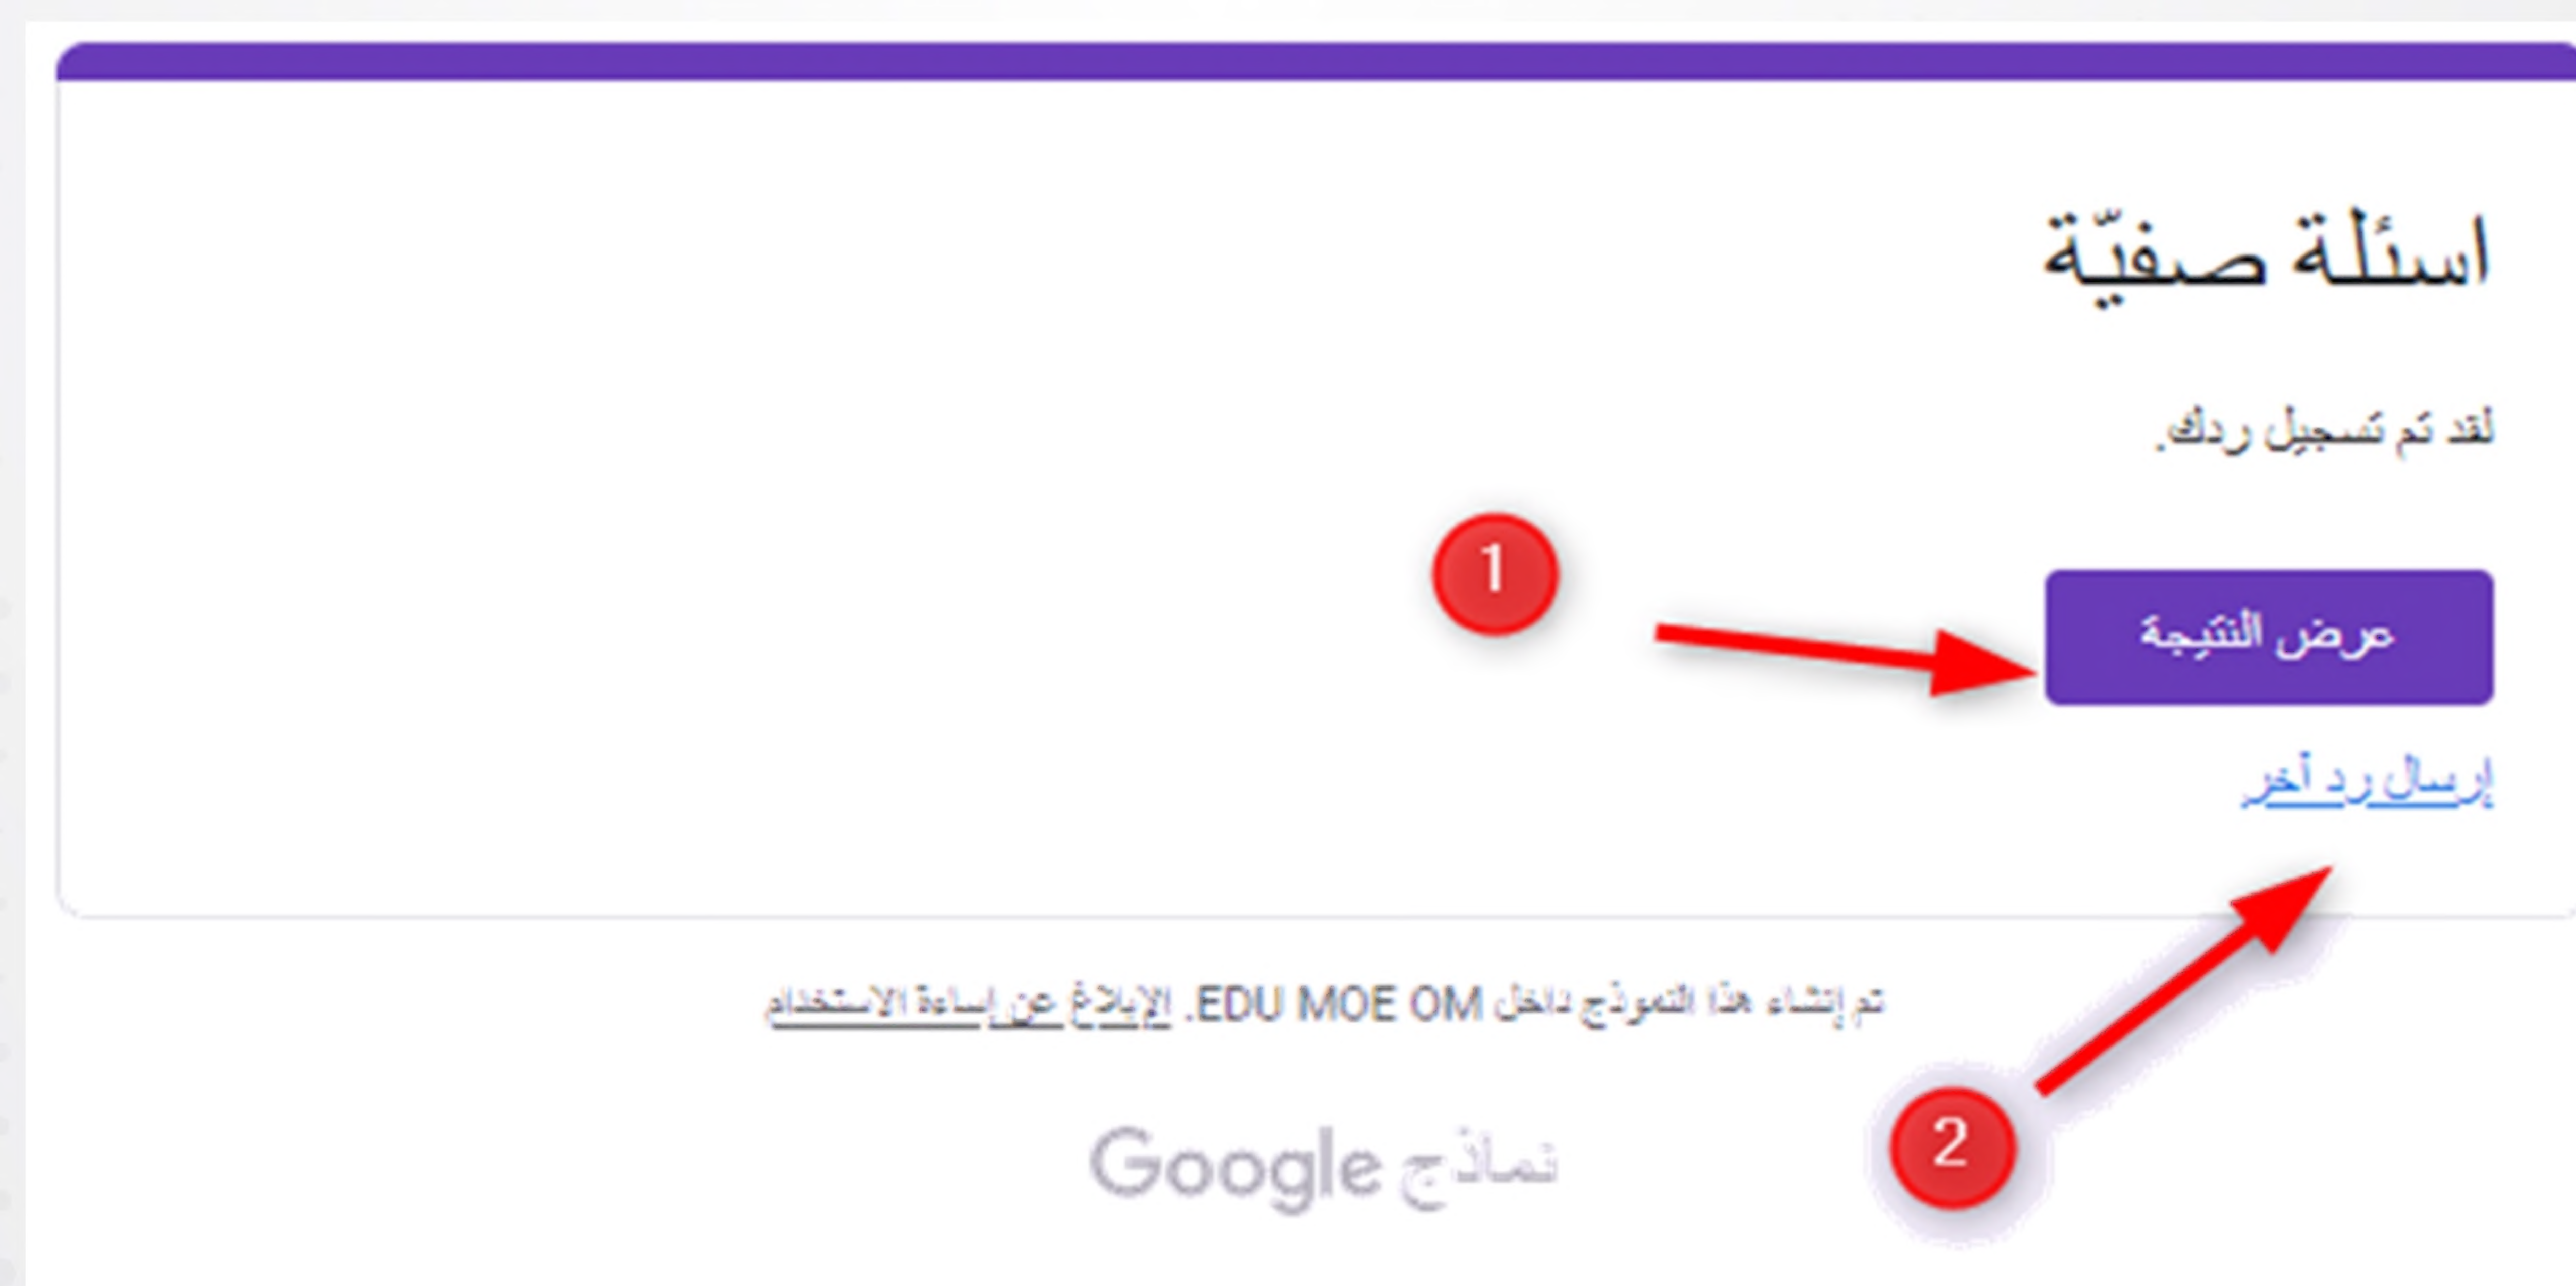 اسئلة صفيّة
لقد تم تسجيل ردك.
1
عرض النتيجة
إرسال رد آخر
تم إنشاء هذا النموذج داخل EDU MOE OM. الإبلاغ عن إساءة الاستخدام
2
نماذج Google